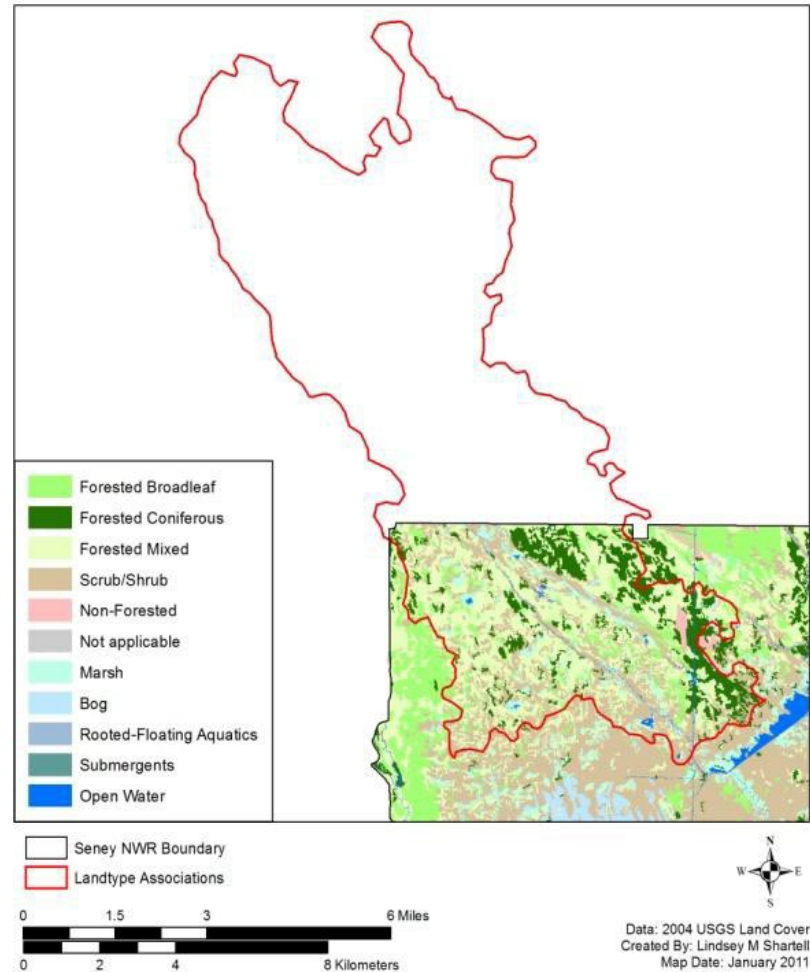 Forested Broadleaf
Forested Coniferous
Forested Mixed
Scrub/Shrub
Non-Forested
Not applicable
Marsh
Bog
Rooted-Floating Aquatics
Submergents
Open Water
Seney NWR Boundary
Landtype Associations
0 1.5 3 6 Miles
0 2 4 8 Kilometers
N
W E
S
Data: 2004 USGS Land Cover
Created By: Lindsey M Shartell
Map Date: January 2011